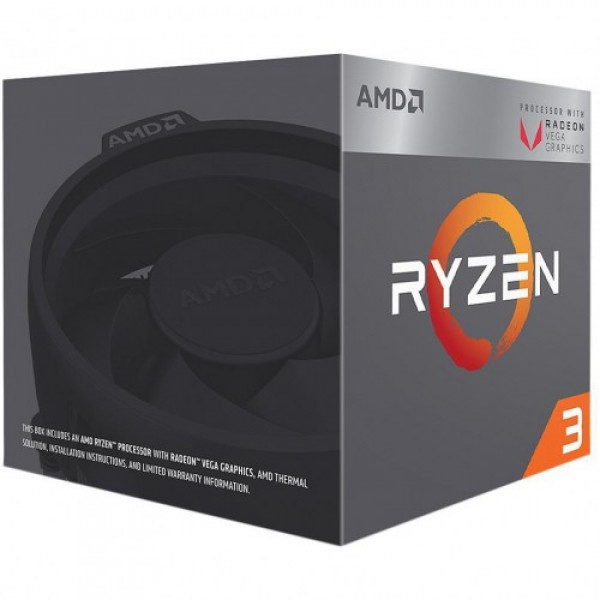 AMD
AMD
THIS BOX INCLUDES AN AMD RYZEN™ PROCESSOR WITH RADEON™ VEGA GRAPHICS, AMD THERMAL
SOLUTION, INSTALLATION INSTRUCTIONS, AND LIMITED WARRANTY INFORMATION.
AMD
PROCESSOR WITH
RADEON
VEGA
GRAPHICS
RYZEN
3